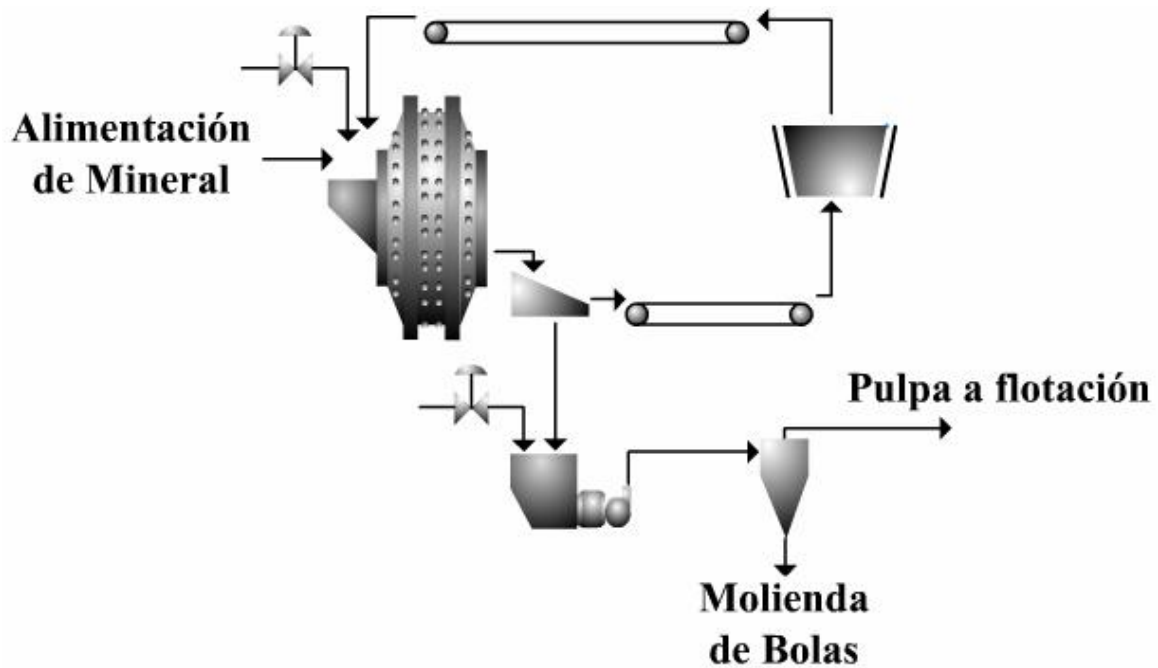 Alimentación
de Mineral
Pulpa a flotación
Molienda
de Bolas